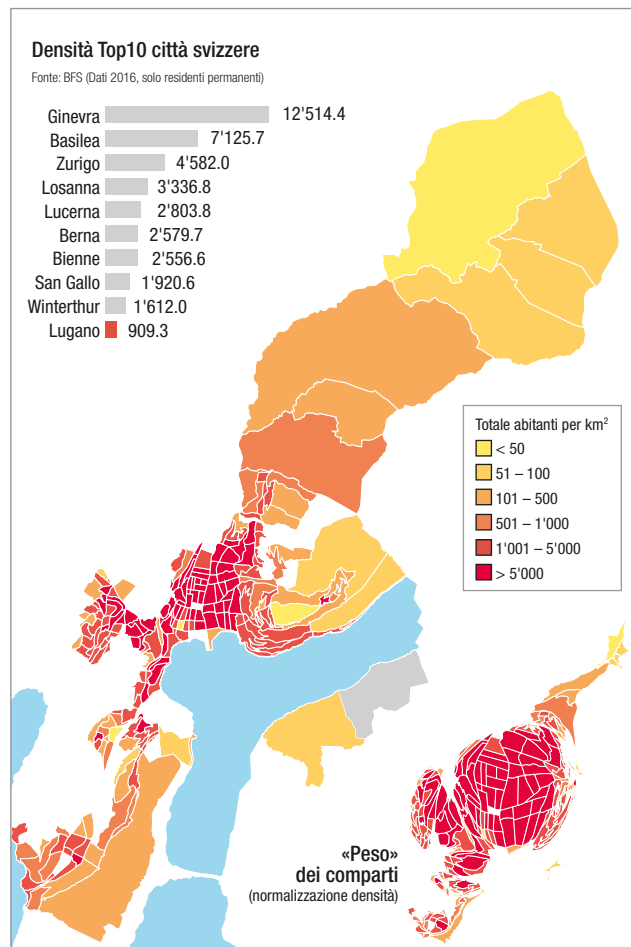 Densità Top10 città svizzere
Fonte: BFS (Dati 2016, solo residenti permanenti)
Ginevra 12'514.4
Basilea 7'125.7
Zurigo 4'582.0
Losanna 3'336.8
Lucerna 2'803.8
Berna 2'579.7
Bienne 2'556.6
San Gallo 1'920.6
Winterthur 1'612.0
Lugano 909.3
Totale abitanti per km²
< 50
51 – 100
101 – 500
501 – 1'000
1'001 – 5'000
> 5'000
«Peso»
dei comparti
(normalizzazione densità)